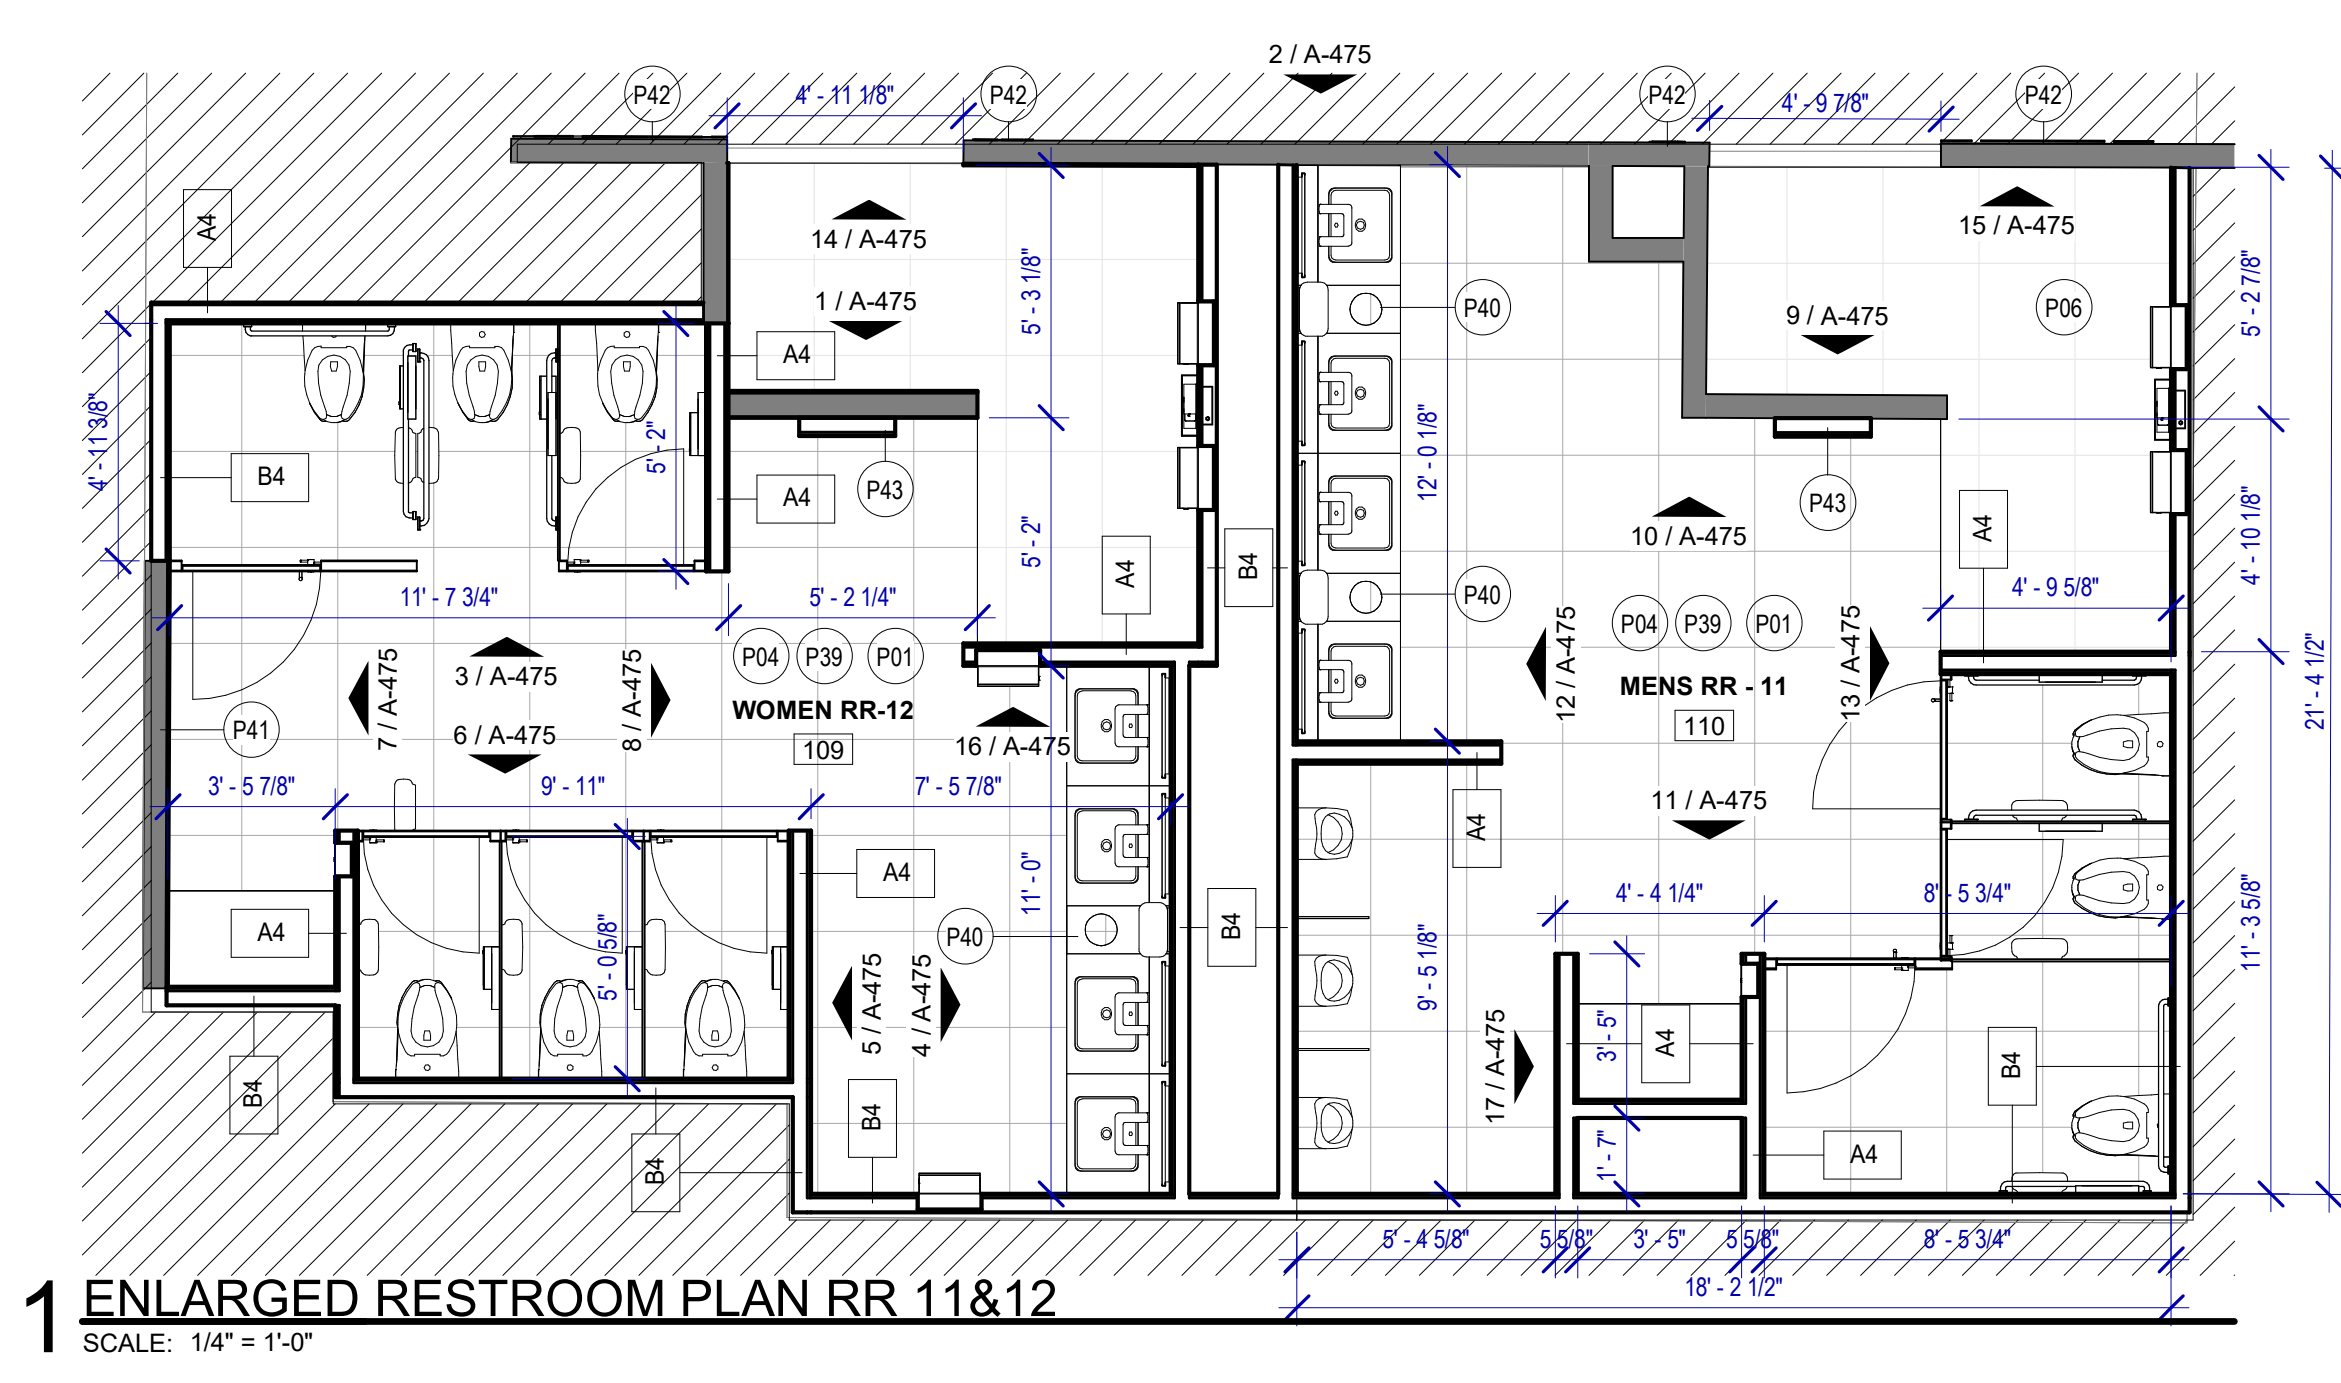 2 / A-475
P42
4' - 11 1/8"
P42
P42
4' - 9 7/8"
P42
A4
14 / A-475
15 / A-475
5' - 3 1/8"
5' - 2 7/8"
1 / A-475
P40
9 / A-475
P06
A4
4' - 11 3/8"
5' - 2"
B4
A4
P43
12' - 0 1/8"
P43
10 / A-475
A4
5' - 2"
4' - 10 1/8"
A4
B4
11' - 7 3/4"
5' - 2 1/4"
P40
4' - 9 5/8"
P04
P39
P01
P04
P39
P01
3 / A-475
7 / A-475
8 / A-475
12 / A-475
13 / A-475
21' - 4 1/2"
MENS RR - 11
110
WOMEN RR-12
109
P41
6 / A-475
16 / A-475
3' - 5 7/8"
9' - 11"
7' - 5 7/8"
11 / A-475
A4
A4
11' - 0"
4' - 4 1/4"
8' - 5 3/4"
11' - 3 5/8"
A4
P40
B4
5' - 0 5/8"
9' - 5 1/8"
5 / A-475
4 / A-475
3' - 5"
A4
17 / A-475
B4
B4
B4
B4
1' - 7"
A4
5' - 4 5/8"
5 5/8"
3' - 5"
5 5/8"
8' - 5 3/4"
18' - 2 1/2"
1 ENLARGED RESTROOM PLAN RR 11&12
SCALE: 1/4" = 1'-0"